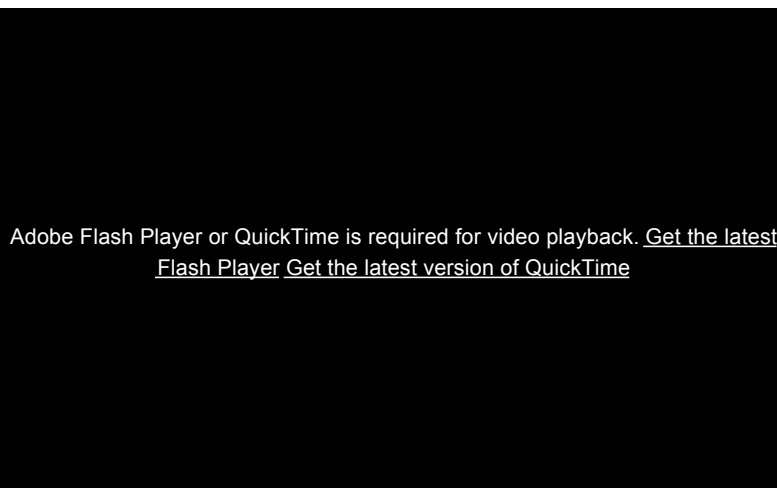 Adobe Flash Player or QuickTime is required for video playback. Get the latest
Flash Player Get the latest version of QuickTime